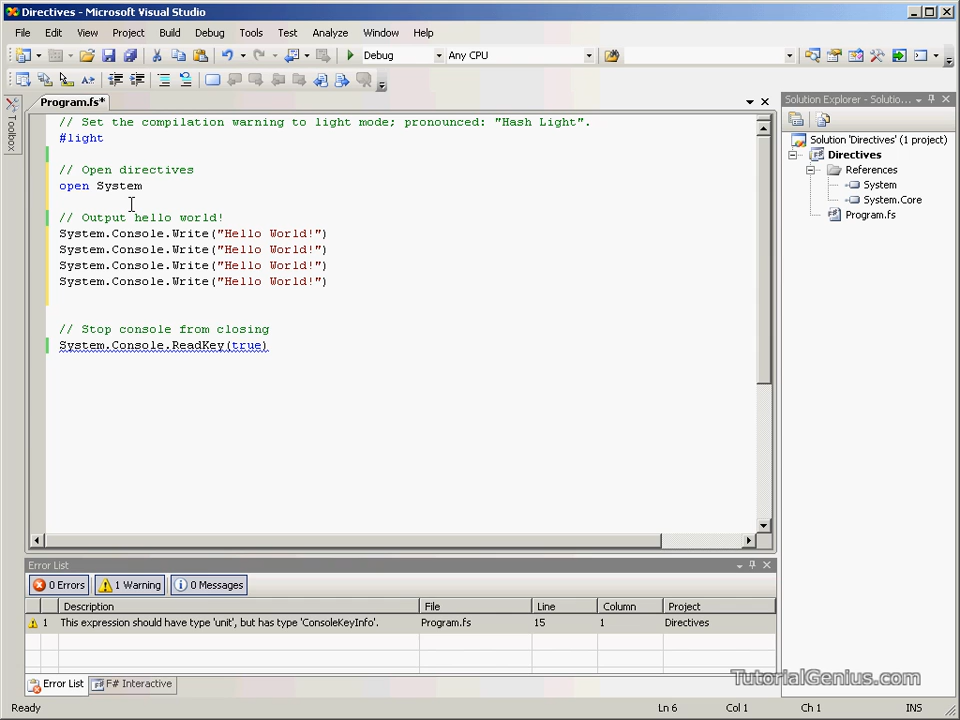 Directives - Microsoft Visual Studio
File Edit View Project Build Debug Tools Test Analyze Window Help
Debug Any CPU
Program.fs*
Toolbox
// Set the compilation warning to light mode; pronounced: "Hash Light".
#light
// Open directives
open System
// Output hello world!
System.Console.Write("Hello World!")
System.Console.Write("Hello World!")
System.Console.Write("Hello World!")
System.Console.Write("Hello World!")
// Stop console from closing
System.Console.ReadKey(true)
Solution Explorer - Solutio...
Solution 'Directives' (1 project)
Directives
References
System
System.Core
Program.fs
Error List
0 Errors 1 Warning 0 Messages
Description File Line Column Project
1 This expression should have type 'unit', but has type 'ConsoleKeyInfo'. Program.fs 15 1 Directives
Error List F# Interactive
TutorialGenius.com
Ready Ln 6 Col 1 Ch 1 INS